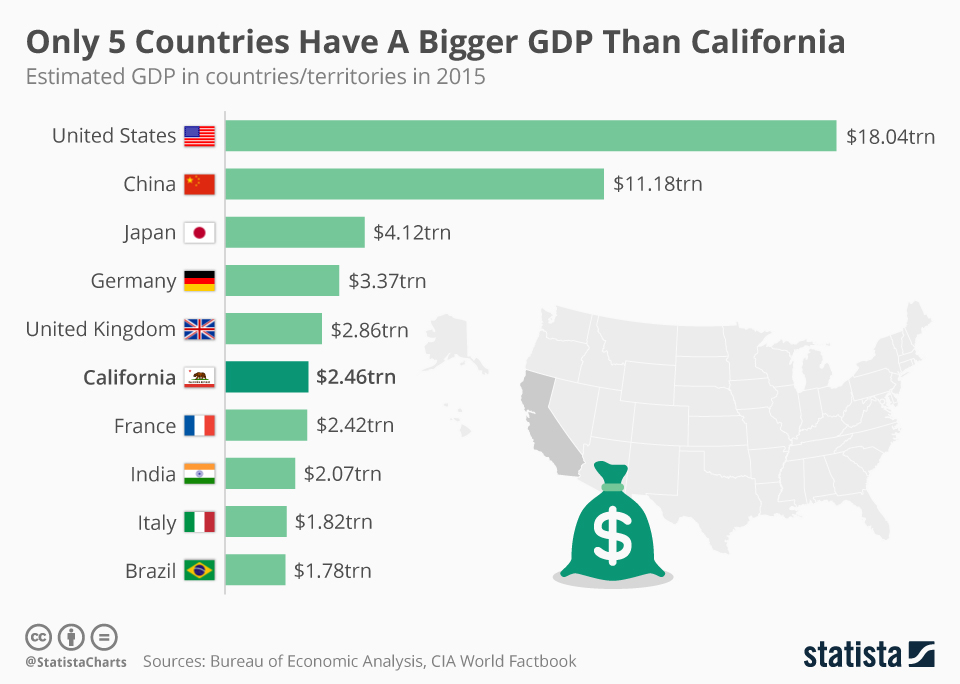 Only 5 Countries Have A Bigger GDP Than California
Estimated GDP in countries/territories in 2015
United States $18.04trn
China $11.18trn
Japan $4.12trn
Germany $3.37trn
United Kingdom $2.86trn
California $2.46trn
France $2.42trn
India $2.07trn
Italy $1.82trn
Brazil $1.78trn
$
cc
@StatistaCharts Sources: Bureau of Economic Analysis, CIA World Factbook
statista